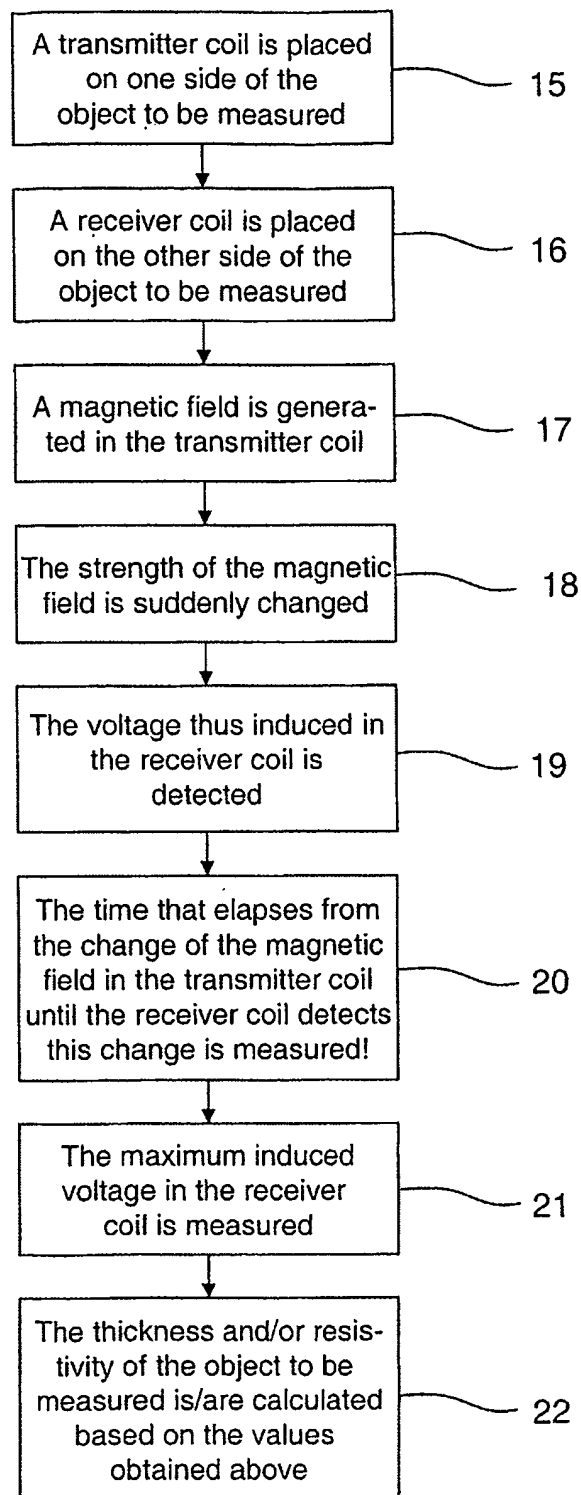 A transmitter coil is placed
on one side of the
object to be measured
15
A receiver coil is placed
on the other side of the
object to be measured
16
A magnetic field is genera-
ted in the transmitter coil
17
The strength of the magnetic
field is suddenly changed
18
The voltage thus induced in
the receiver coil is
detected
19
The time that elapses from
the change of the magnetic
field in the transmitter coil
until the receiver coil detects
this change is measured!
20
The maximum induced
voltage in the receiver
coil is measured
21
The thickness and/or resis-
tivity of the object to be
measured is/are calculated
based on the values
obtained above
22